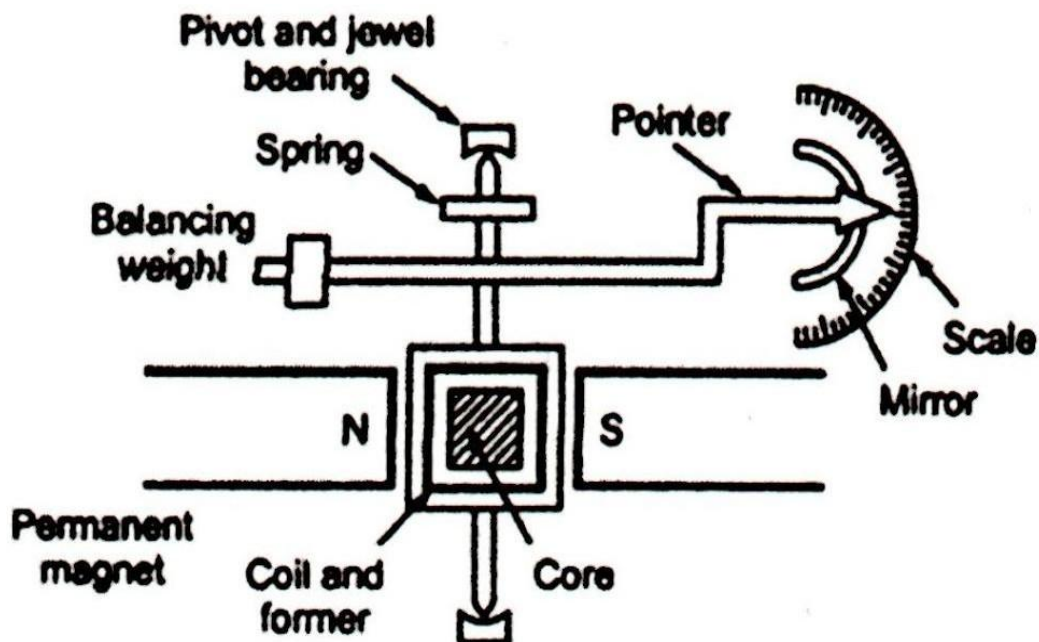 Pivot and jewel
bearing
Spring
Pointer
Balancing
weight
Scale
Mirror
N
S
Permanent
magnet
Coil and
former
Core